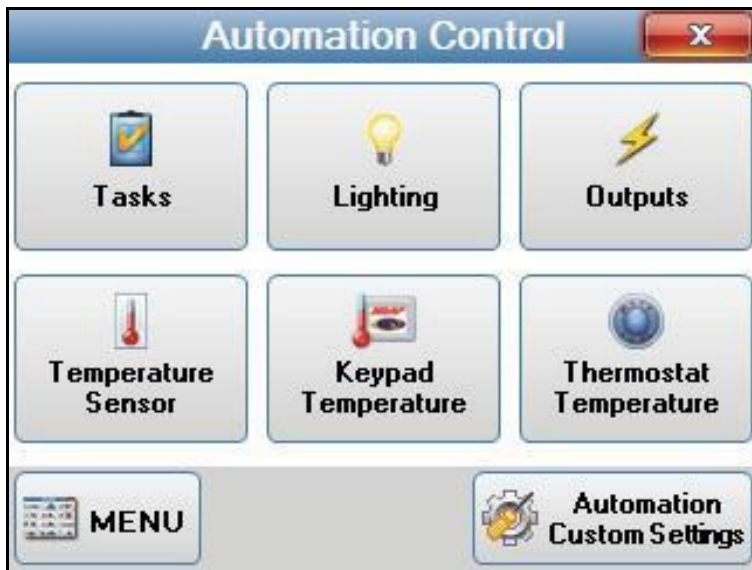 Automation Control
x
Tasks
Lighting
Outputs
Temperature
Sensor
Keypad
Temperature
Thermostat
Temperature
MENU
Automation
Custom Settings